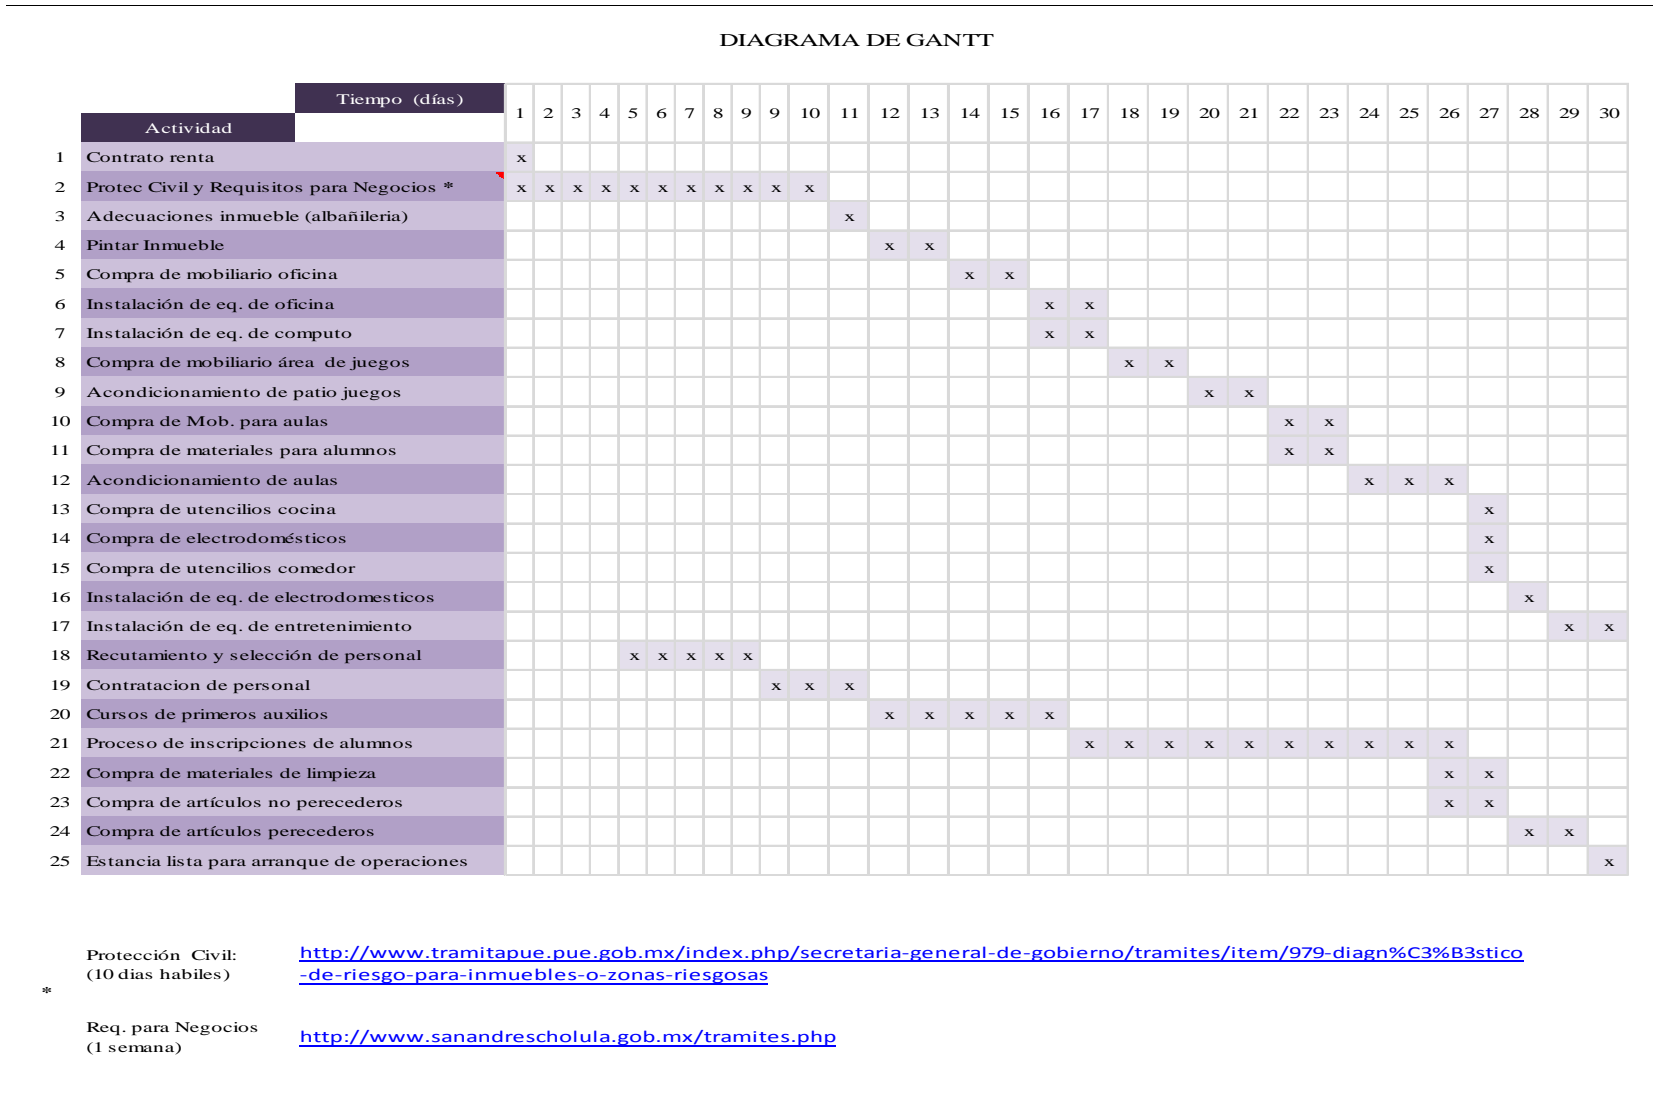 DIAGRAMA DE GANTT
Tiempo (días)
Actividad
1 2 3 4 5 6 7 8 9 9 10 11 12 13 14 15 16 17 18 19 20 21 22 23 24 25 26 27 28 29 30
1 Contrato renta x
2 Protec Civil y Requisitos para Negocios * x x x x x x x x x x x
3 Adecuaciones inmueble (albañileria) x
4 Pintar Inmueble x x
5 Compra de mobiliario oficina x x
6 Instalación de eq. de oficina x x
7 Instalación de eq. de computo x x
8 Compra de mobiliario área de juegos x x
9 Acondicionamiento de patio juegos x x
10 Compra de Mob. para aulas x x
11 Compra de materiales para alumnos x x
12 Acondicionamiento de aulas x x x
13 Compra de utencilios cocina x
14 Compra de electrodomésticos x
15 Compra de utencilios comedor x
16 Instalación de eq. de electrodomesticos x
17 Instalación de eq. de entretenimiento x x
18 Recutamiento y selección de personal x x x x x
19 Contratacion de personal x x x
20 Cursos de primeros auxilios x x x x x
21 Proceso de inscripciones de alumnos x x x x x x x x x x
22 Compra de materiales de limpieza x x
23 Compra de artículos no perecederos x x
24 Compra de artículos perecederos x x
25 Estancia lista para arranque de operaciones x
Protección Civil:
(10 dias habiles)
http://www.tramitapue.pue.gob.mx/index.php/secretaria-general-de-gobierno/tramites/item/979-diagn%C3%B3stico
-de-riesgo-para-inmuebles-o-zonas-riesgosas
*
Req. para Negocios
(1 semana)
http://www.sanandrescholula.gob.mx/tramites.php